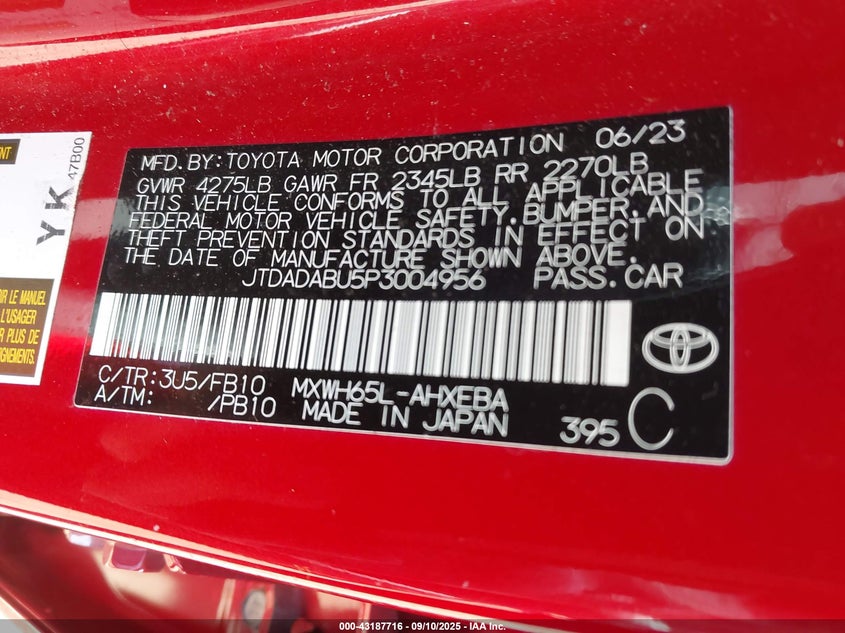 ENT
47B00
YK
IR LE MANUEL
L'USAGER
R PLUS DE
IGNEMENTS.
MFD. BY: TOYOTA MOTOR CORPORATION 06/23
GVWR 4275LB GAWR FR 2345LB RR 2270LB
THIS VEHICLE CONFORMS TO ALL APPLICABLE
FEDERAL MOTOR VEHICLE SAFETY, BUMPER, AND
THEFT PREVENTION STANDARDS IN EFFECT ON
THE DATE OF MANUFACTURE SHOWN ABOVE.
JTDADABU5P3004956 PASS.CAR
C/TR: 3U5/FB10 MXWH65L-AHXEBA
A/TM: /PB10 MADE IN JAPAN 395 C
000-43187716 - 09/10/2025 - IAA Inc.